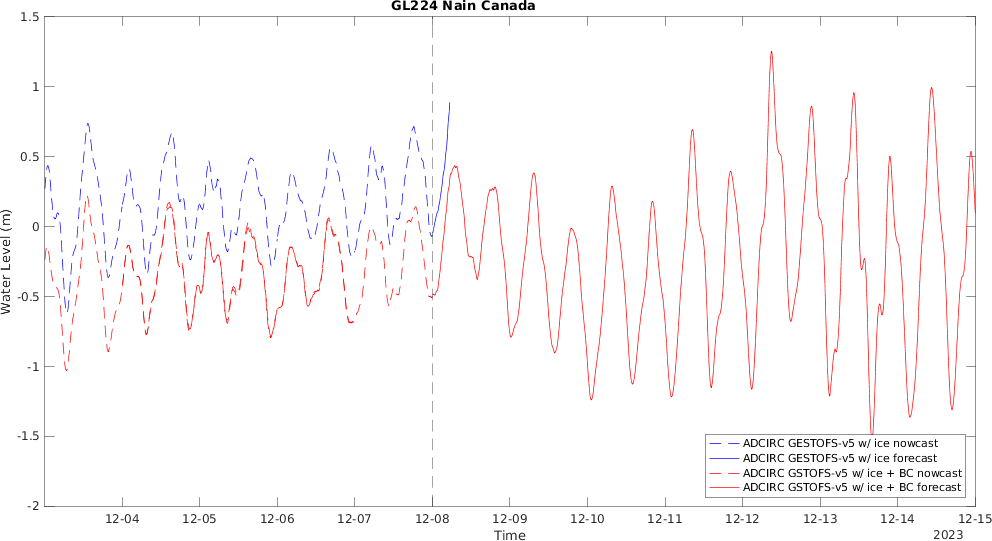 GL224 Nain Canada
1.5
1
0.5
0
-0.5
-1
-1.5
-2
Water Level (m)
ADCIRC GESTOFS-v5 w/ ice nowcast
ADCIRC GESTOFS-v5 w/ ice forecast
ADCIRC GSTOFS-v5 w/ ice + BC nowcast
ADCIRC GSTOFS-v5 w/ ice + BC forecast
12-04 12-05 12-06 12-07 12-08 12-09 12-10 12-11 12-12 12-13 12-14 12-15
Time
2023